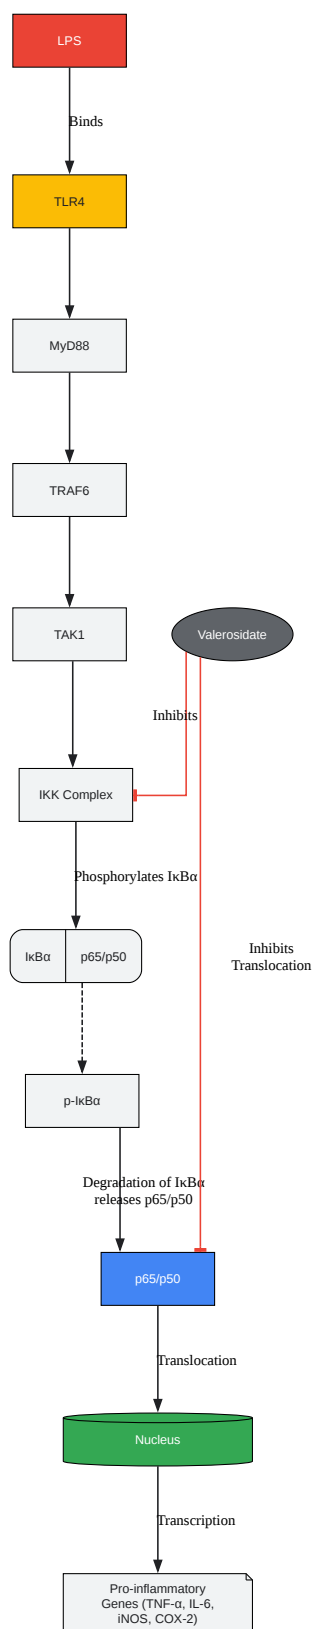 LPS
Binds
TLR4
MyD88
TRAF6
TAK1
Valerosidate
Inhibits
IKK Complex
Phosphorylates IκBα
IκBα
p65/p50
Inhibits
Translocation
p-IκBα
Degradation of IκBα
releases p65/p50
p65/p50
Translocation
Nucleus
Transcription
Pro-inflammatory
Genes (TNF-α, IL-6,
iNOS, COX-2)